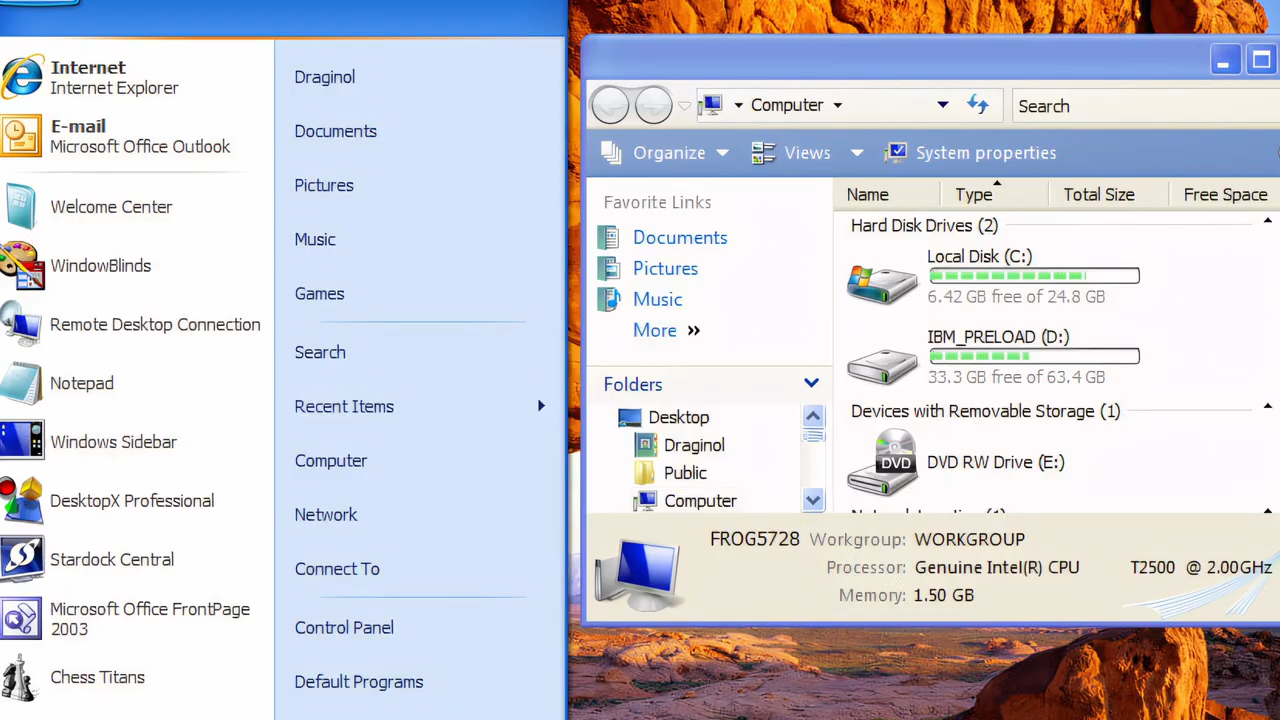 Internet
Internet Explorer
E-mail
Microsoft Office Outlook
Welcome Center
WindowBlinds
Remote Desktop Connection
Notepad
Windows Sidebar
DesktopX Professional
Stardock Central
Microsoft Office FrontPage
2003
Chess Titans
Draginol
Documents
Pictures
Music
Games
Search
Recent Items
Computer
Network
Connect To
Control Panel
Default Programs
Computer
Search
Organize
Views
System properties
Favorite Links
Documents
Pictures
Music
More »
Folders
Desktop
Draginol
Public
Computer
Name Type Total Size Free Space
Hard Disk Drives (2)
Local Disk (C:)
6.42 GB free of 24.8 GB
IBM_PRELOAD (D:)
33.3 GB free of 63.4 GB
Devices with Removable Storage (1)
DVD
DVD RW Drive (E:)
FROG5728 Workgroup: WORKGROUP
Processor: Genuine Intel(R) CPU T2500 @ 2.00GHz
Memory: 1.50 GB